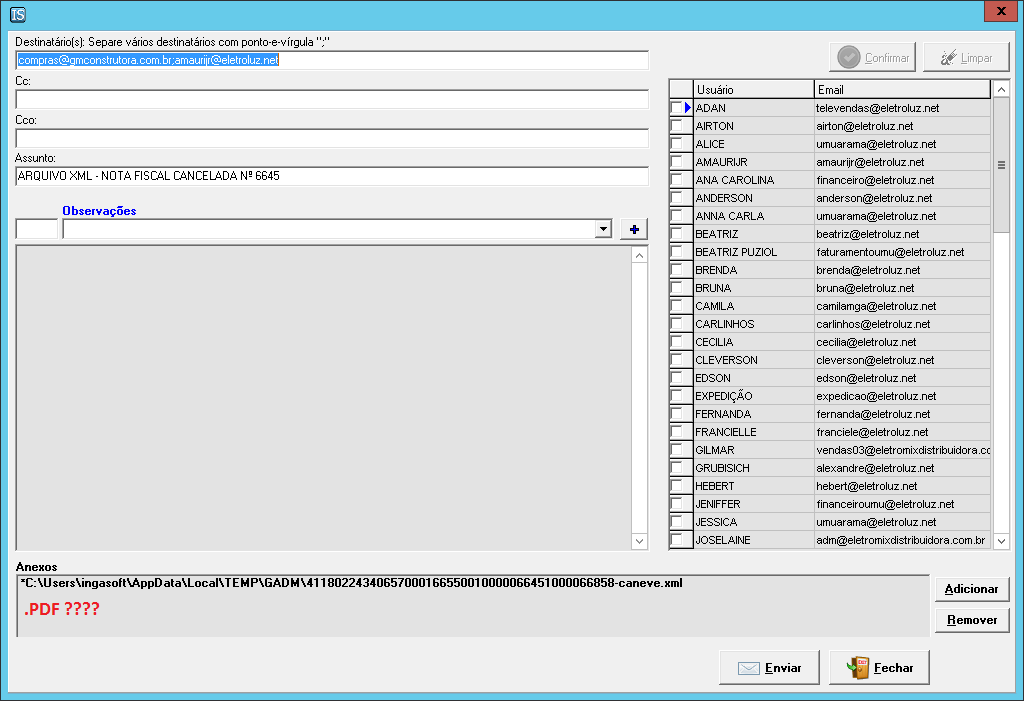 IS
X
Destinatário(s): Separe vários destinatários com ponto-e-vírgula ";"
compras@gmconstrutora.com.br;amaurijr@eletroluz.net
Cc:
Cco:
Assunto:
ARQUIVO XML - NOTA FISCAL CANCELADA Nº 6645
Observações
+
Confirmar
Limpar
Usuário Email
ADAN televendas@eletroluz.net
AIRTON airton@eletroluz.net
ALICE umuarama@eletroluz.net
AMAURIJR amaurijr@eletroluz.net
ANA CAROLINA financeiro@eletroluz.net
ANDERSON anderson@eletroluz.net
ANNA CARLA umuarama@eletroluz.net
BEATRIZ beatriz@eletroluz.net
BEATRIZ PUZIOL faturamentoumu@eletroluz.net
BRENDA brenda@eletroluz.net
BRUNA bruna@eletroluz.net
CAMILA camilamga@eletroluz.net
CARLINHOS carlinhos@eletroluz.net
CECILIA cecilia@eletroluz.net
CLEVERSON cleverson@eletroluz.net
EDSON edson@eletroluz.net
EXPEDIÇÃO expedicao@eletroluz.net
FERNANDA fernanda@eletroluz.net
FRANCIELLE franciele@eletroluz.net
GILMAR vendas03@eletromixdistribuidora.co
GRUBISICH alexandre@eletroluz.net
HEBERT hebert@eletroluz.net
JENIFFER financeiroumu@eletroluz.net
JESSICA umuarama@eletroluz.net
JOSELAINE adm@eletromixdistribuidora.com.br
Anexos
*C:\Users\ingasoft\AppData\Local\TEMP\GADM\41180224340657000166550010000066451000066858-caneve.xml
.PDF ????
Adicionar
Remover
Enviar
Fechar